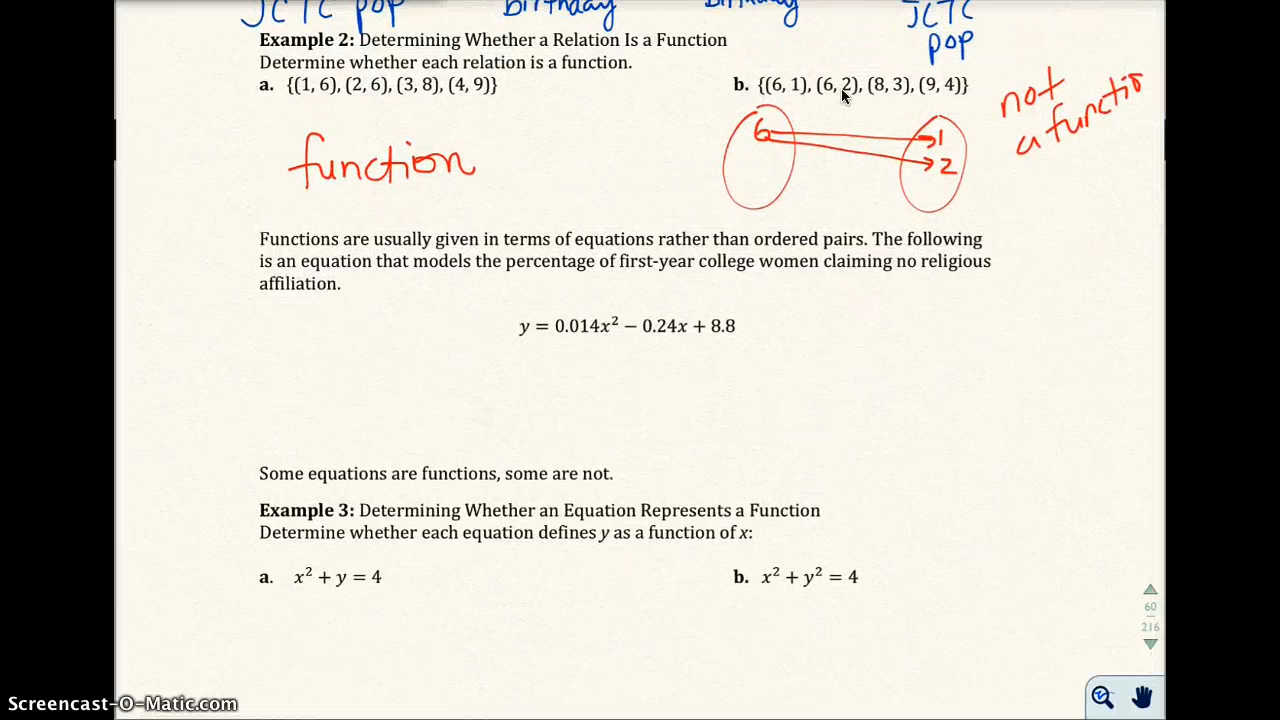 JCTC pop birthday birthday JCTC
pop
Example 2: Determining Whether a Relation Is a Function
Determine whether each relation is a function.
a. {(1, 6), (2, 6), (3, 8), (4, 9)}
b. {(6, 1), (6, 2), (8, 3), (9, 4)}
not
a functio
function
6 1
2
Functions are usually given in terms of equations rather than ordered pairs. The following
is an equation that models the percentage of first-year college women claiming no religious
affiliation.
y = 0.014x² − 0.24x + 8.8
Some equations are functions, some are not.
Example 3: Determining Whether an Equation Represents a Function
Determine whether each equation defines y as a function of x:
a. x² + y = 4
b. x² + y² = 4
60
216
Screencast-O-Matic.com